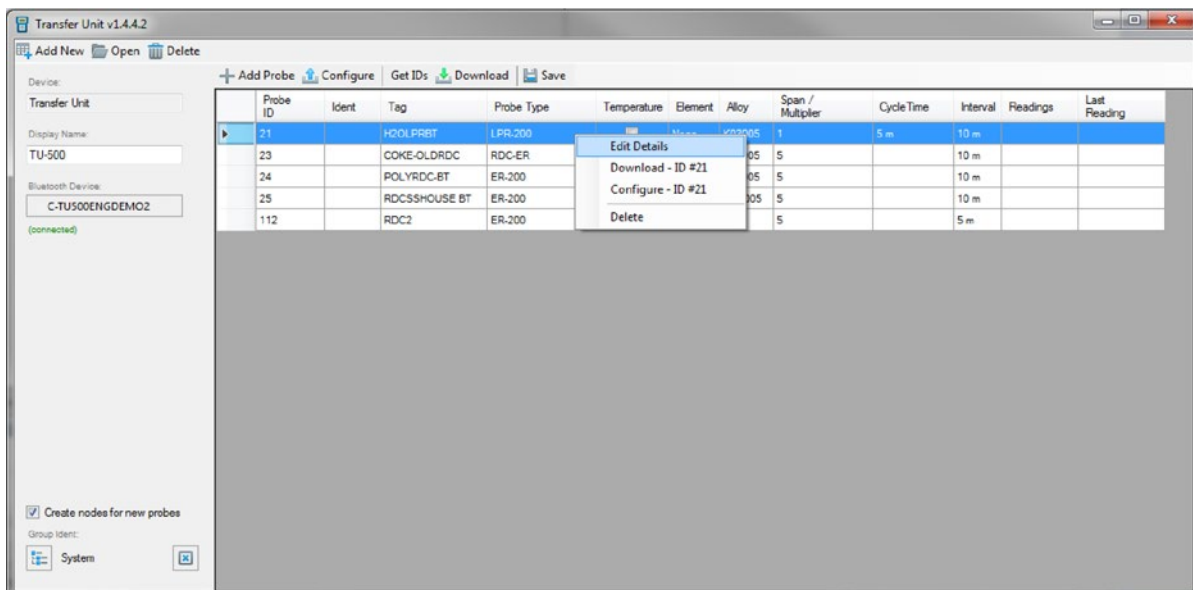 Transfer Unit v1.4.4.2
Add New Open Delete
Device:
Transfer Unit
Display Name:
TU-500
Bluetooth Device:
C-TU500ENGDEMO2
(connected)
Add Probe Configure Get IDs Download Save
Probe ID Ident Tag Probe Type Temperature Element Alloy Span / Multiplier Cycle Time Interval Readings Last Reading
21 H2OLPRBT LPR-200 K03005 1 5 m 10 m
23 COKE-OLDRDC RDC-ER 05 5 10 m
24 POLYRDC-BT ER-200 5 10 m
25 RDCSSHOUSE BT ER-200 005 5 10 m
112 RDC2 ER-200 5 5 m
Edit Details
Download - ID #21
Configure - ID #21
Delete
Create nodes for new probes
Group Ident:
System